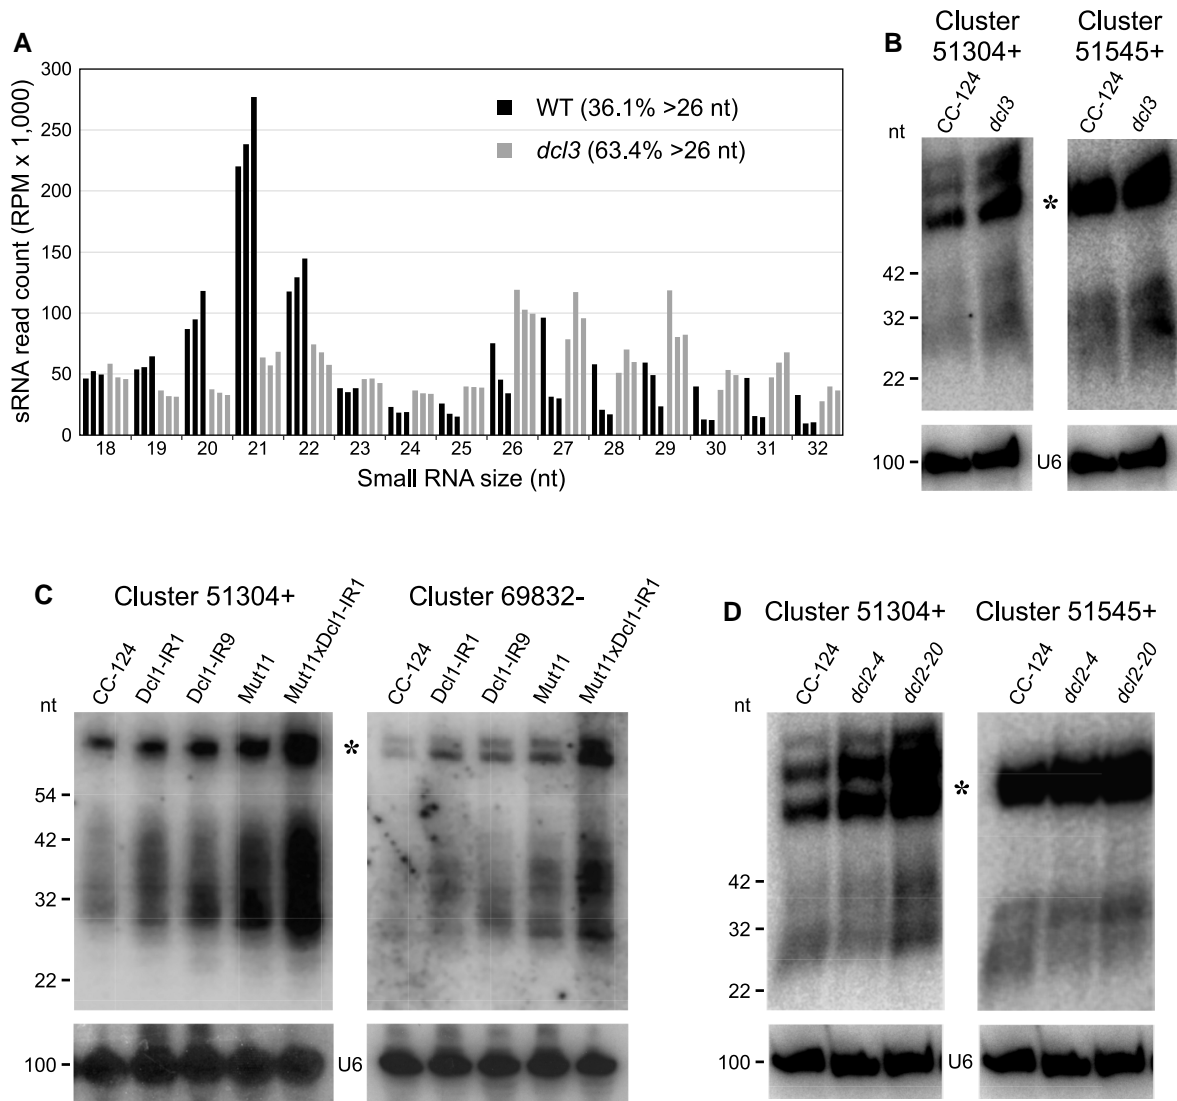 A
sRNA read count (RPM x 1,000)
300
250
200
150
100
50
0
WT (36.1% >26 nt)
dcl3 (63.4% >26 nt)
18 19 20 21 22 23 24 25 26 27 28 29 30 31 32
Small RNA size (nt)
B
Cluster
51304+
Cluster
51545+
CC-124
dcl3
CC-124
dcl3
nt
*
42
32
22
100
U6
C
Cluster 51304+
Cluster 69832-
CC-124
Dcl1-IR1
Dcl1-IR9
Mut11
Mut11xDcl1-IR1
CC-124
Dcl1-IR1
Dcl1-IR9
Mut11
Mut11xDcl1-IR1
nt
*
54
42
32
22
100
U6
D
Cluster 51304+
Cluster 51545+
CC-124
dcl2-4
dcl2-20
CC-124
dcl2-4
dcl2-20
nt
*
42
32
22
100
U6